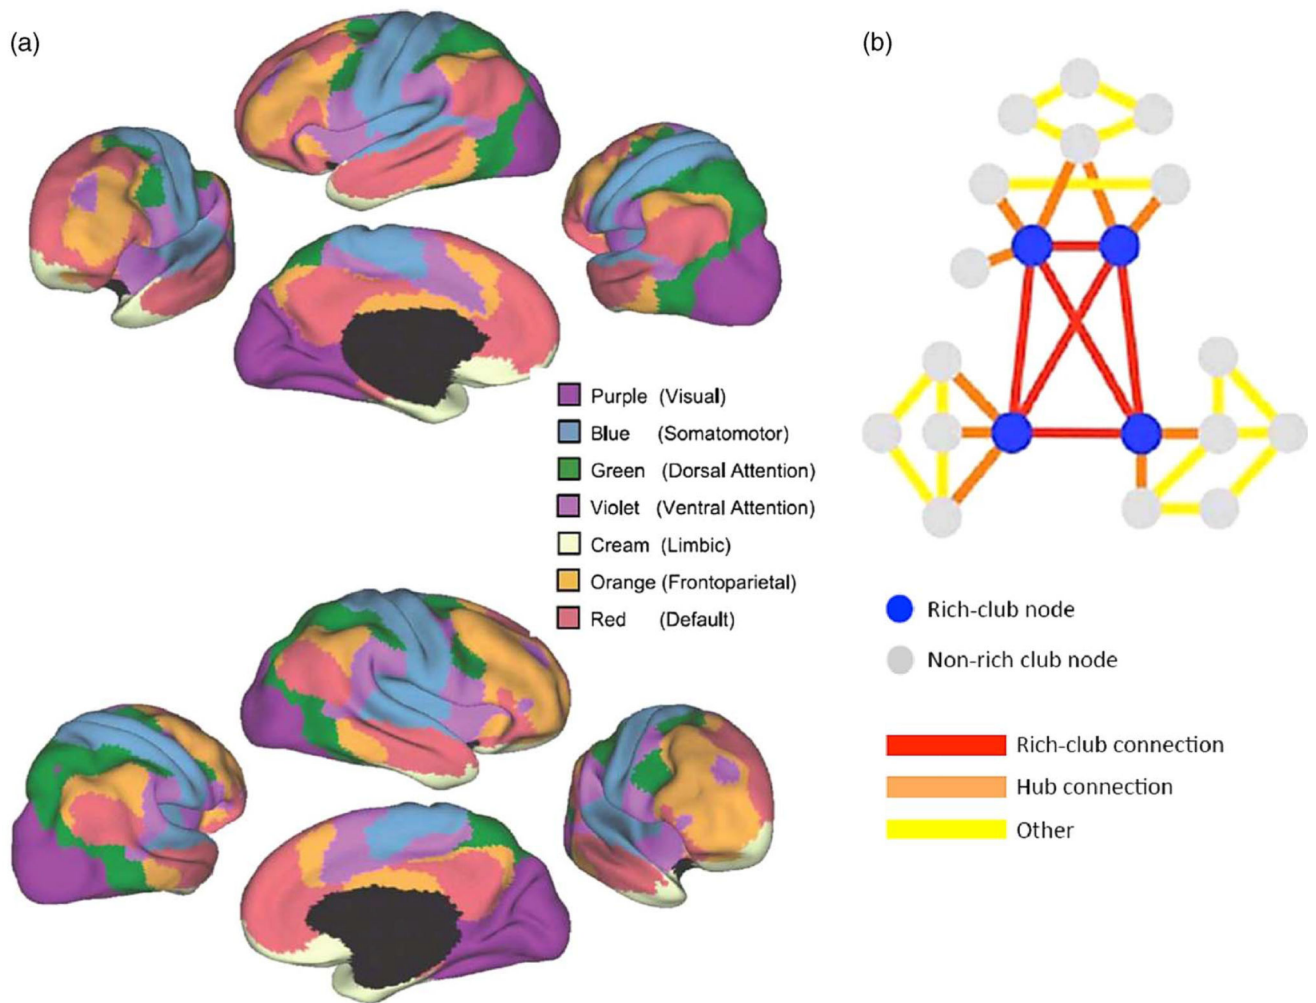 (a)
(b)
Purple (Visual)
Blue (Somatomotor)
Green (Dorsal Attention)
Violet (Ventral Attention)
Cream (Limbic)
Orange (Frontoparietal)
Red (Default)
Rich-club node
Non-rich club node
Rich-club connection
Hub connection
Other